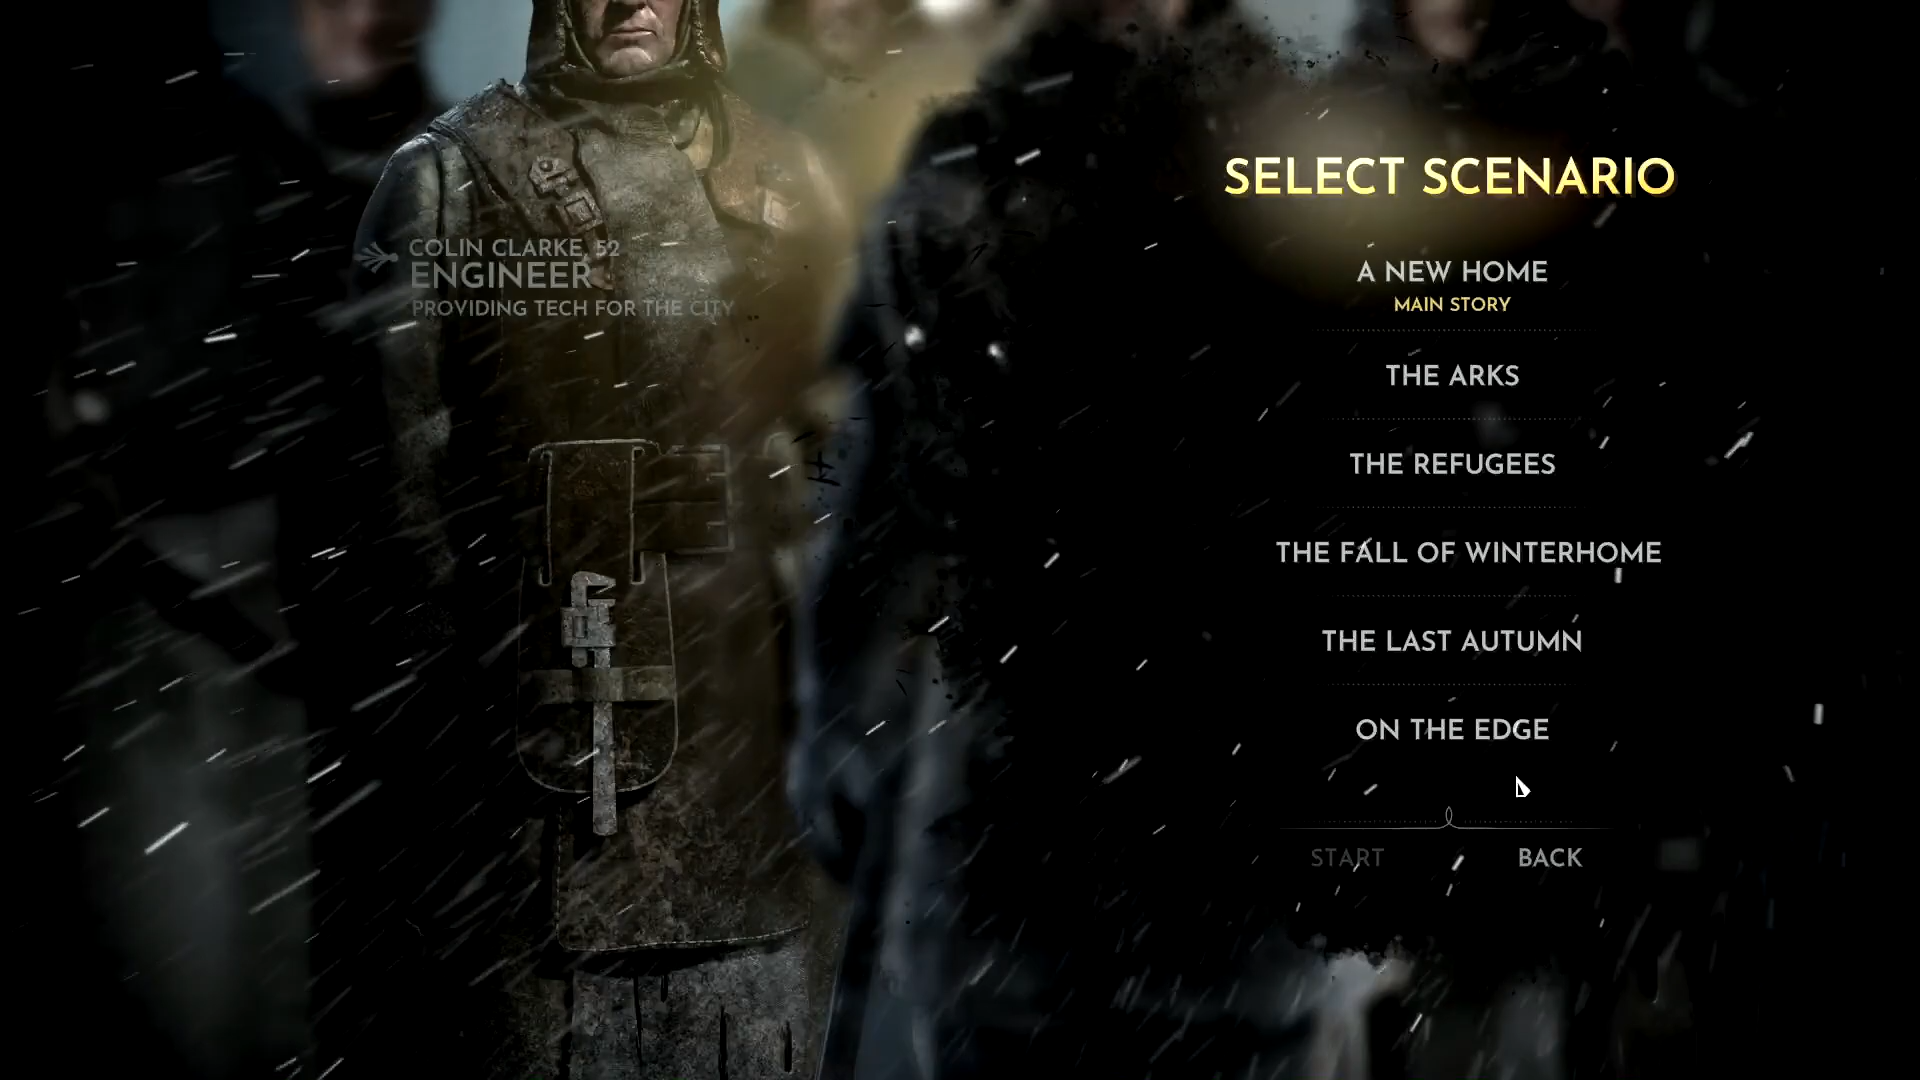 COLIN CLARKE, 52
ENGINEER
PROVIDING TECH FOR THE CITY
SELECT SCENARIO
A NEW HOME
MAIN STORY
THE ARKS
THE REFUGEES
THE FALL OF WINTERHOME
THE LAST AUTUMN
ON THE EDGE
START
BACK